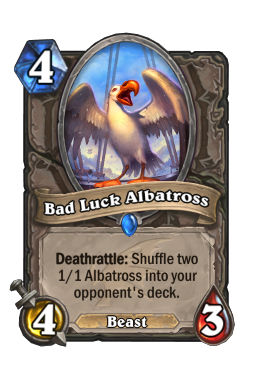 4
Bad Luck Albatross
Deathrattle: Shuffle two
1/1 Albatross into your
opponent's deck.
4
Beast
3